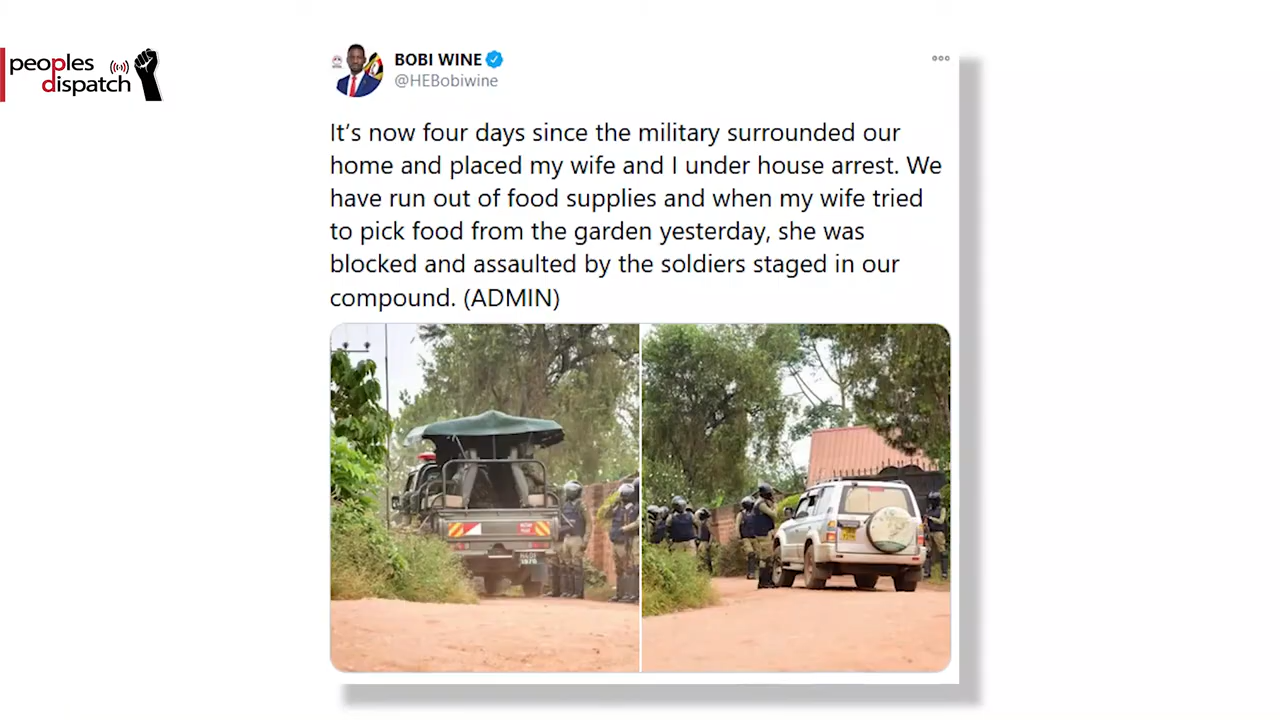 peoples
dispatch
BOBI WINE
@HEBobiwine
It's now four days since the military surrounded our
home and placed my wife and I under house arrest. We
have run out of food supplies and when my wife tried
to pick food from the garden yesterday, she was
blocked and assaulted by the soldiers staged in our
compound. (ADMIN)